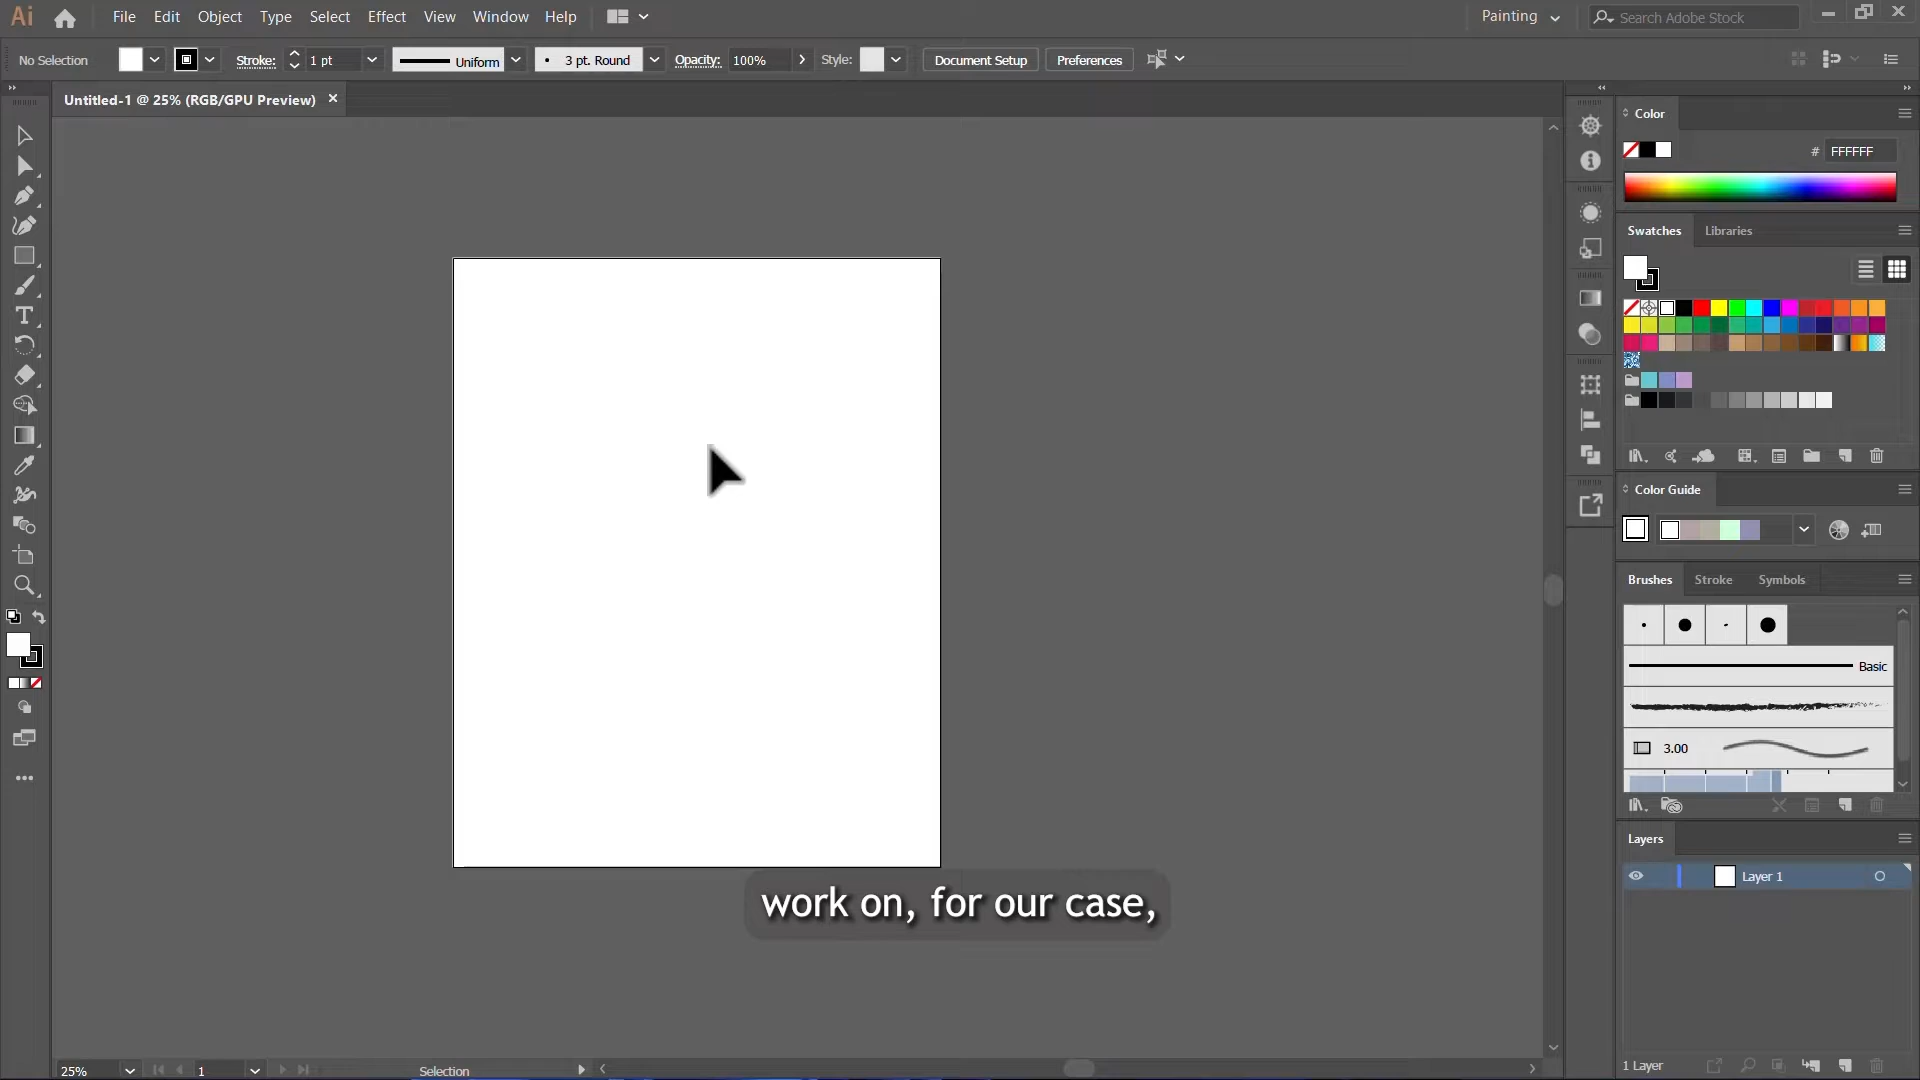 Ai File Edit Object Type Select Effect View Window Help Painting Search Adobe Stock
No Selection Stroke: 1 pt Uniform 3 pt. Round Opacity: 100% Style: Document Setup Preferences
Untitled-1 @ 25% (RGB/GPU Preview)
Color
# FFFFFF
Swatches Libraries
Color Guide
Brushes Stroke Symbols
Basic
3.00
Layers
Layer 1
work on, for our case,
1 Layer
25% 1 Selection